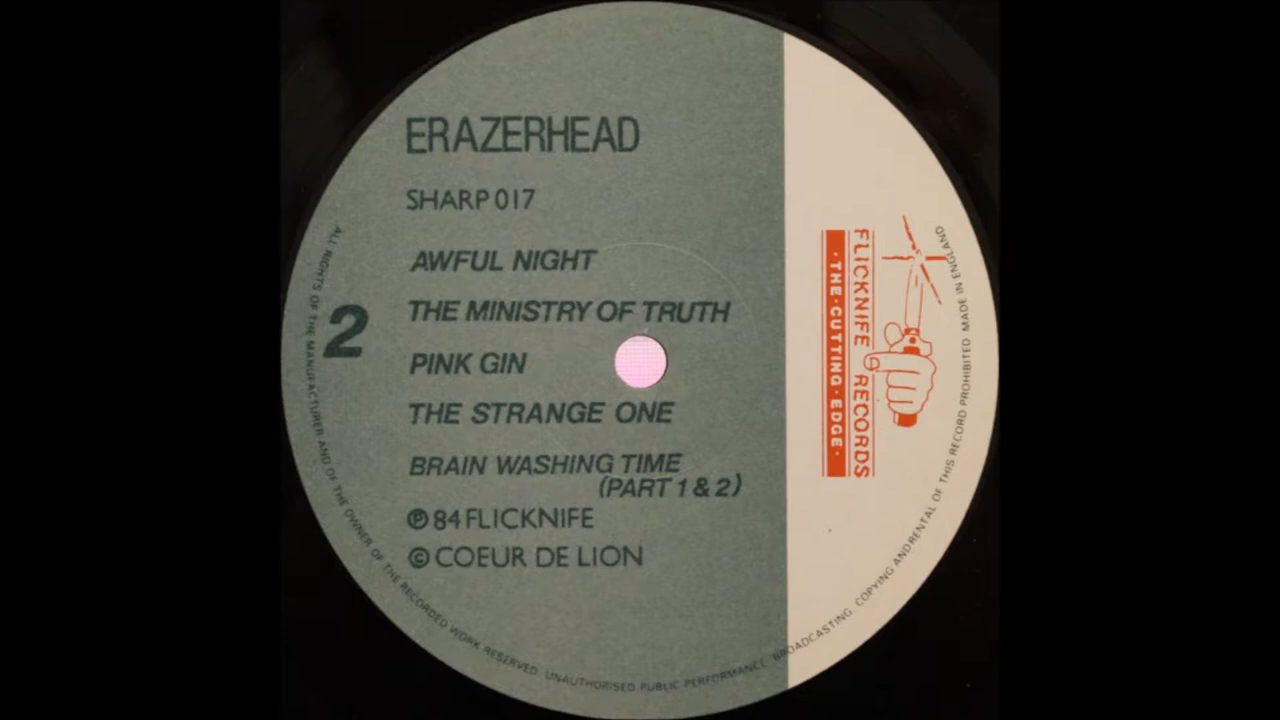 ERAZERHEAD
SHARP 017
AWFUL NIGHT
THE MINISTRY OF TRUTH
PINK GIN
THE STRANGE ONE
BRAIN WASHING TIME
(PART 1 & 2)
℗ 84 FLICKNIFE
© COEUR DE LION
2
FLICKNIFE RECORDS
· THE · CUTTING · EDGE ·
ALL RIGHTS OF THE MANUFACTURER AND OF THE OWNER OF THE RECORDED WORK RESERVED. UNAUTHORISED PUBLIC PERFORMANCE BROADCASTING. COPYING AND RENTAL OF THIS RECORD PROHIBITED MADE IN ENGLAND